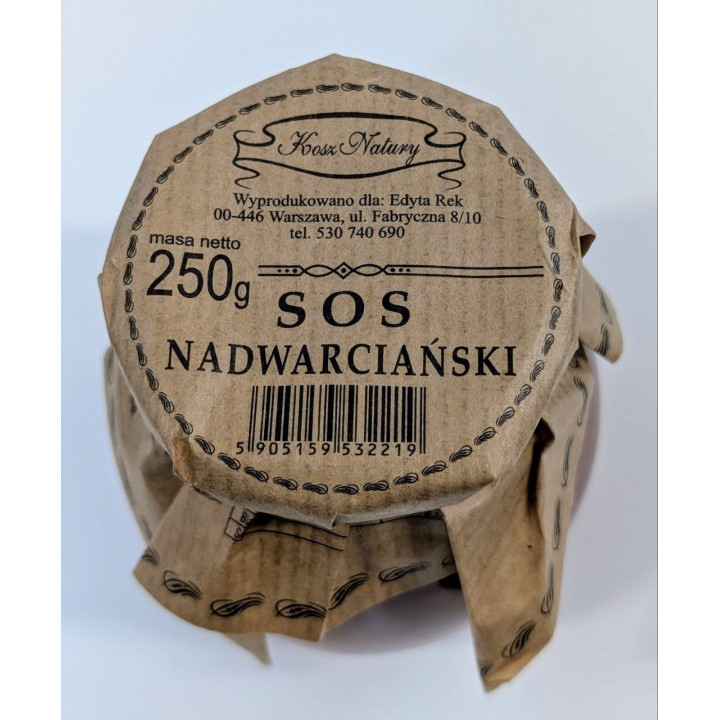 Kosz Natury
Wyprodukowano dla: Edyta Rek
00-446 Warszawa, ul. Fabryczna 8/10
tel. 530 740 690
masa netto
250g
SOS
NADWARCIAŃSKI
5 905159 532219